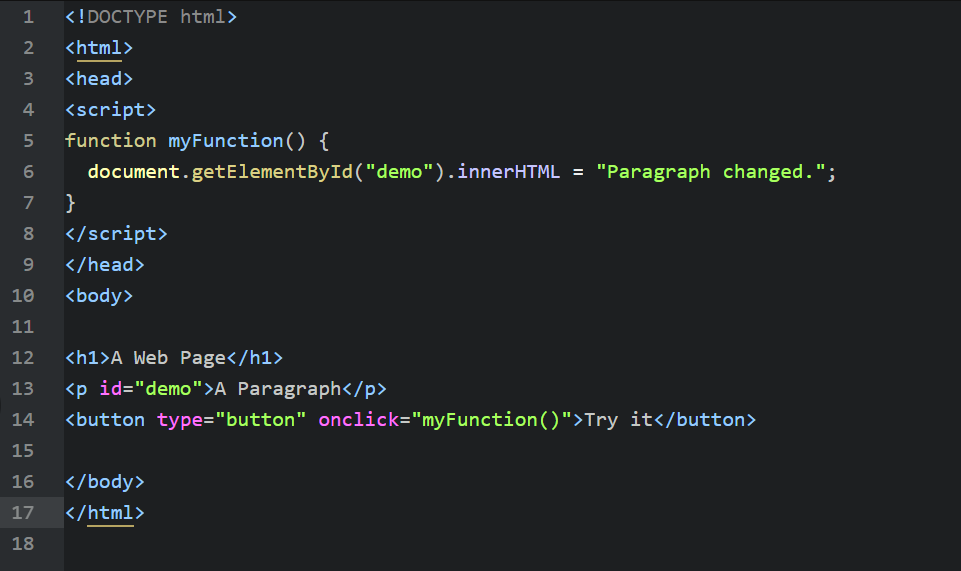 1 <!DOCTYPE html>
2 <html>
3 <head>
4 <script>
5 function myFunction() {
6   document.getElementById("demo").innerHTML = "Paragraph changed.";
7 }
8 </script>
9 </head>
10 <body>
11
12 <h1>A Web Page</h1>
13 <p id="demo">A Paragraph</p>
14 <button type="button" onclick="myFunction()">Try it</button>
15
16 </body>
17 </html>
18